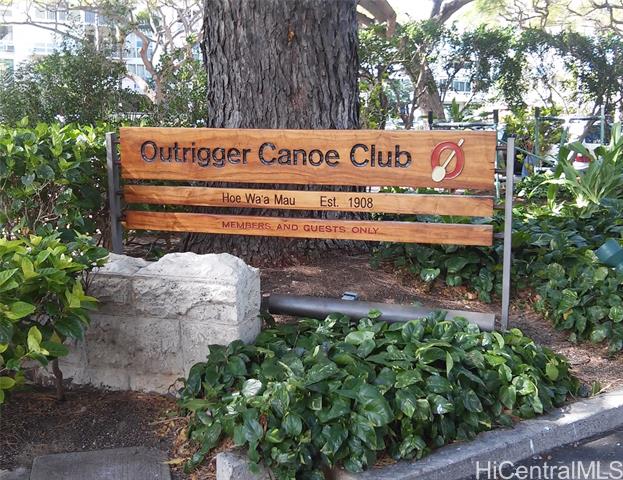 Outrigger Canoe Club
Hoe Wa'a Mau Est. 1908
MEMBERS AND GUESTS ONLY
HiCentralMLS